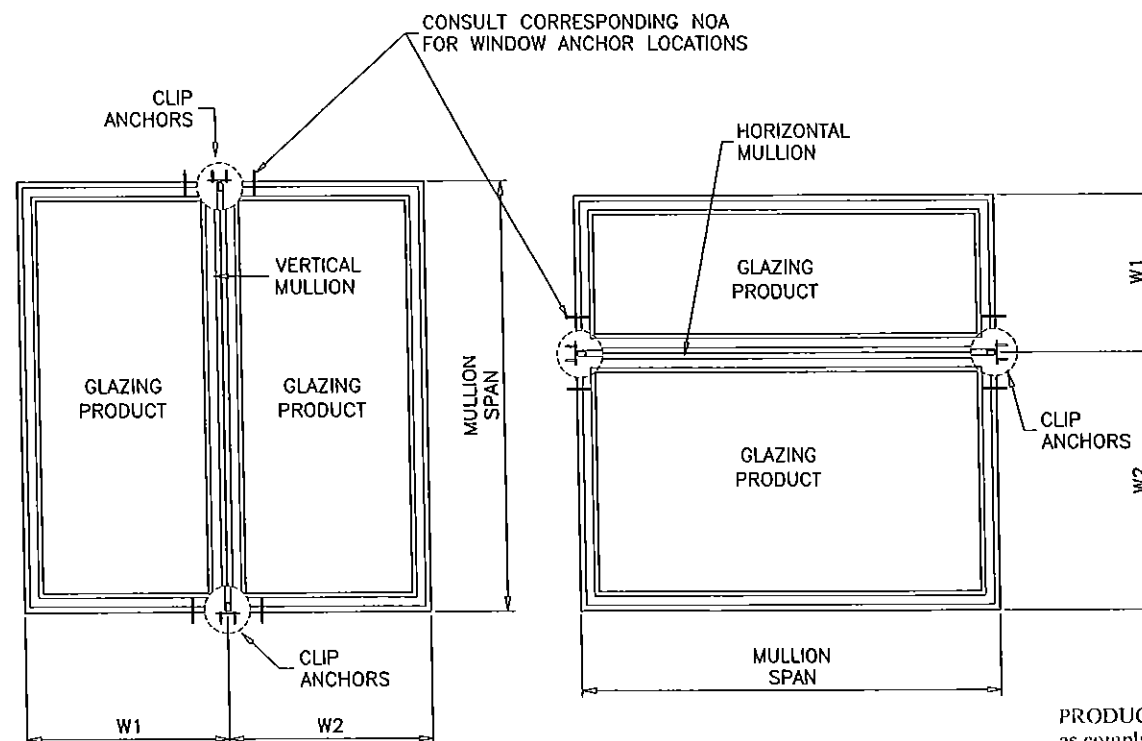 CONSULT CORRESPONDING NOA
FOR WINDOW ANCHOR LOCATIONS
CLIP
ANCHORS
HORIZONTAL
MULLION
VERTICAL
MULLION
GLAZING
PRODUCT
GLAZING
PRODUCT
MULLION
SPAN
GLAZING
PRODUCT
W1
CLIP
ANCHORS
GLAZING
PRODUCT
W2
CLIP
ANCHORS
MULLION
SPAN
W1
W2